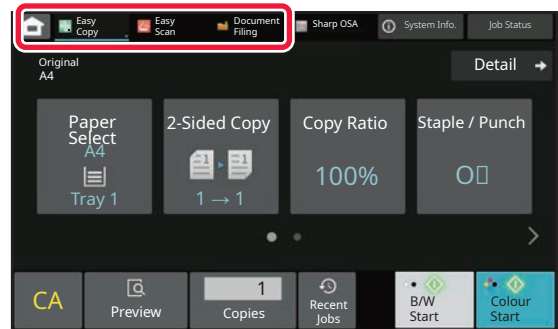 Easy Copy
Easy Scan
Document Filing
Sharp OSA
System Info.
Job Status
Original
A4
Detail
Paper Select
A4
Tray 1
2-Sided Copy
1 → 1
Copy Ratio
100%
Staple / Punch
CA
Preview
1
Copies
Recent Jobs
B/W Start
Colour Start